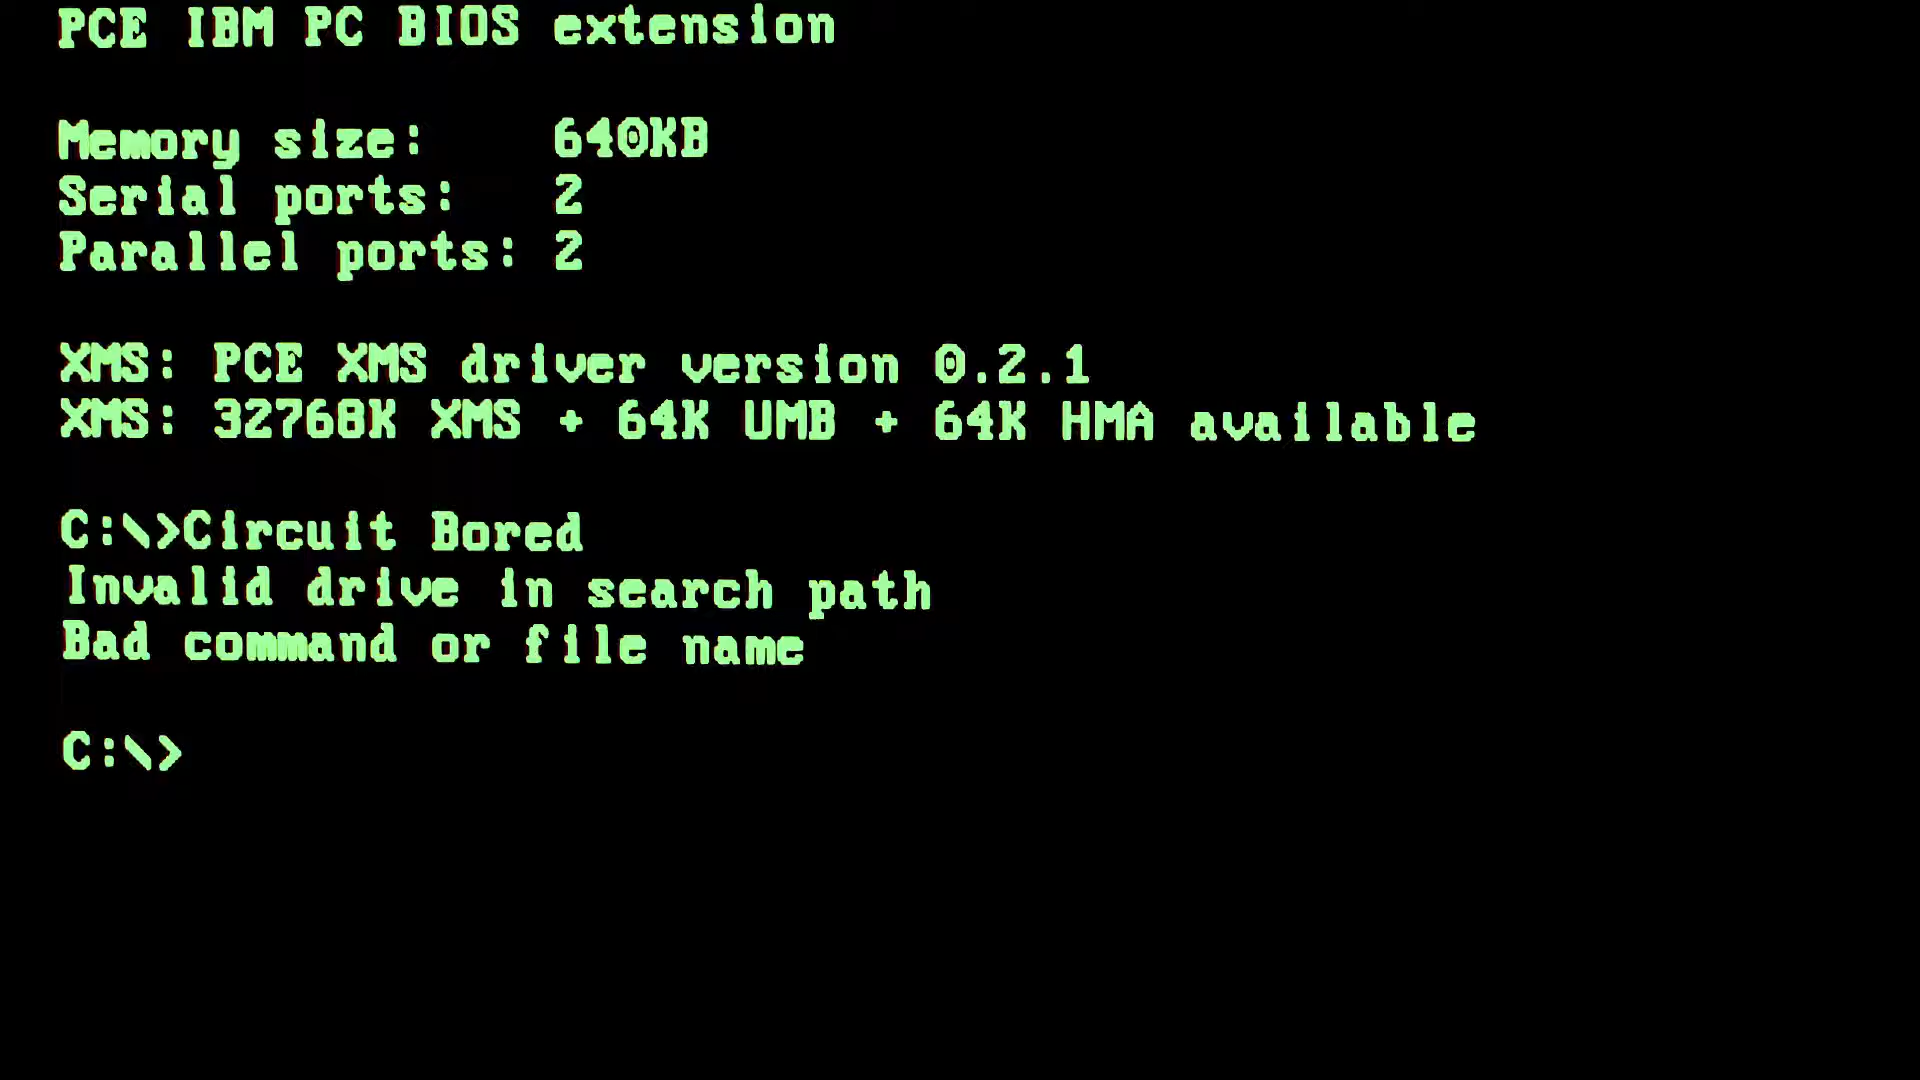 PCE IBM PC BIOS extension
Memory size: 640KB
Serial ports: 2
Parallel ports: 2
XMS: PCE XMS driver version 0.2.1
XMS: 32768K XMS + 64K UMB + 64K HMA available
C:\>Circuit Bored
Invalid drive in search path
Bad command or file name
C:\>